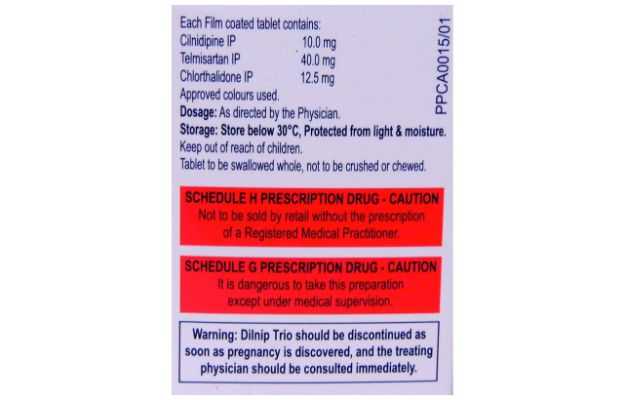 Each Film coated tablet contains:
Cilnidipine IP 10.0 mg
Telmisartan IP 40.0 mg
Chlorthalidone IP 12.5 mg
Approved colours used.
Dosage: As directed by the Physician.
Storage: Store below 30°C, Protected from light & moisture.
Keep out of reach of children.
Tablet to be swallowed whole, not to be crushed or chewed.
PPCA0015/01
SCHEDULE H PRESCRIPTION DRUG - CAUTION
Not to be sold by retail without the prescription
of a Registered Medical Practitioner.
SCHEDULE G PRESCRIPTION DRUG - CAUTION
It is dangerous to take this preparation
except under medical supervision.
Warning: Dilnip Trio should be discontinued as
soon as pregnancy is discovered, and the treating
physician should be consulted immediately.